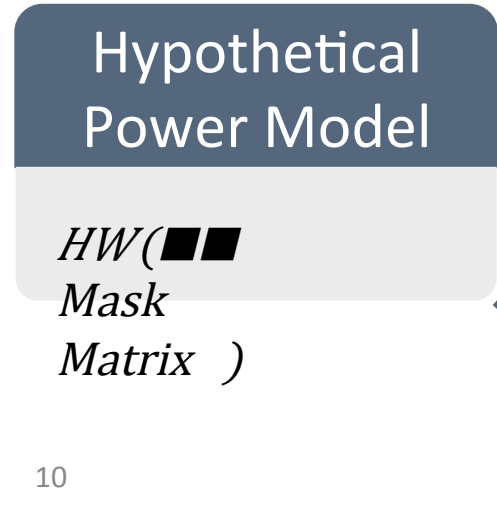 Hypothetical
Power Model
HW(■■
Mask
Matrix )
10